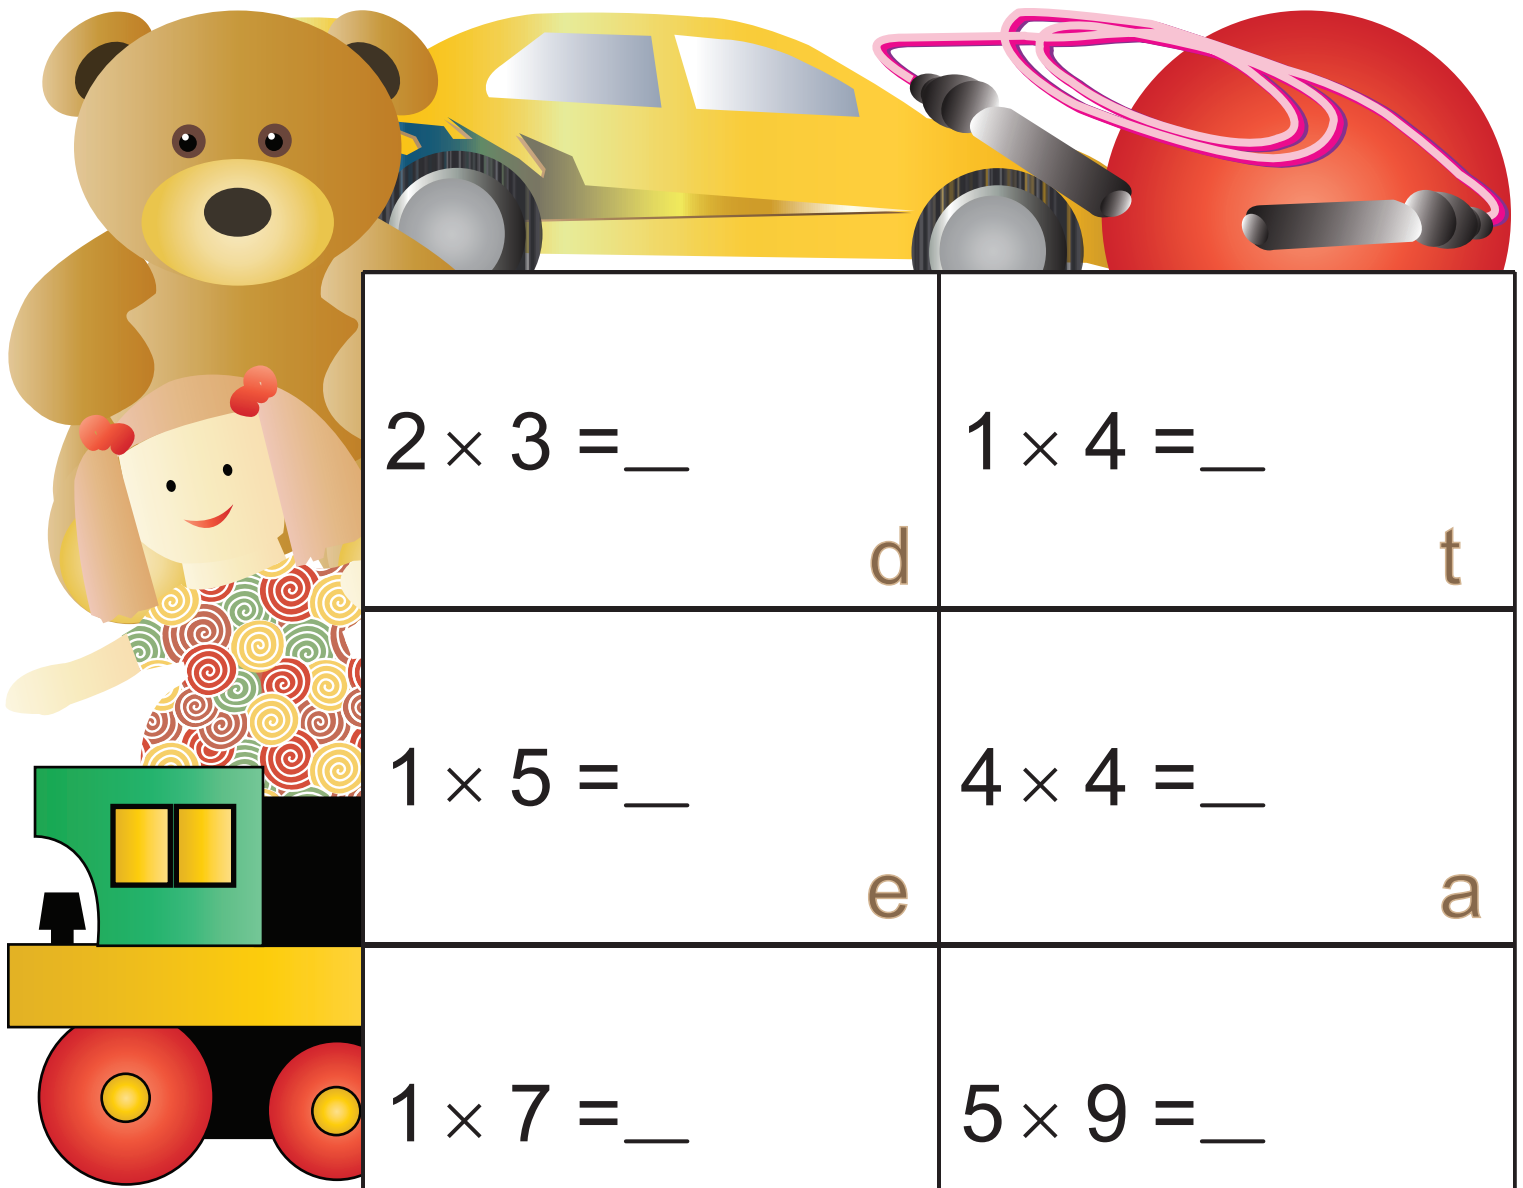 2 × 3 =__
1 × 4 =__
d
t
1 × 5 =__
4 × 4 =__
e
a
1 × 7 =__
5 × 9 =__